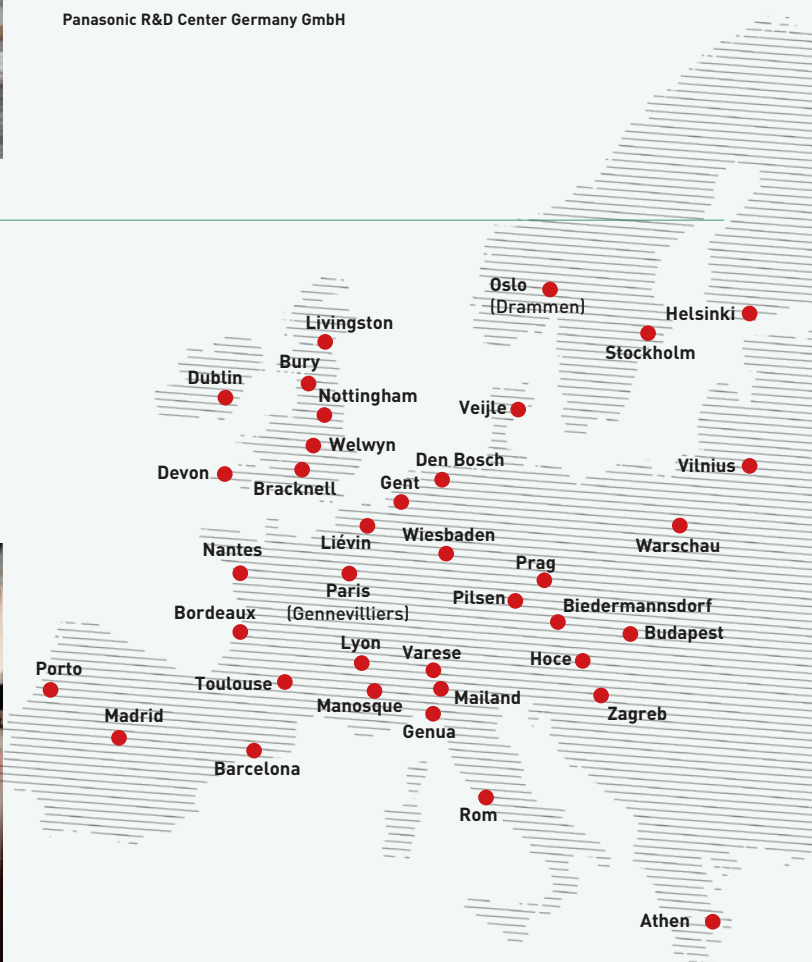 Panasonic R&D Center Germany GmbH
Oslo
(Drammen)
Helsinki
Livingston
Stockholm
Bury
Dublin
Nottingham
Veijle
Welwyn
Den Bosch
Vilnius
Devon
Bracknell
Gent
Liévin
Wiesbaden
Warschau
Nantes
Prag
Paris
(Gennevilliers)
Pilsen
Biedermannsdorf
Bordeaux
Budapest
Lyon
Varese
Hoce
Porto
Toulouse
Manosque
Mailand
Zagreb
Madrid
Genua
Barcelona
Rom
Athen